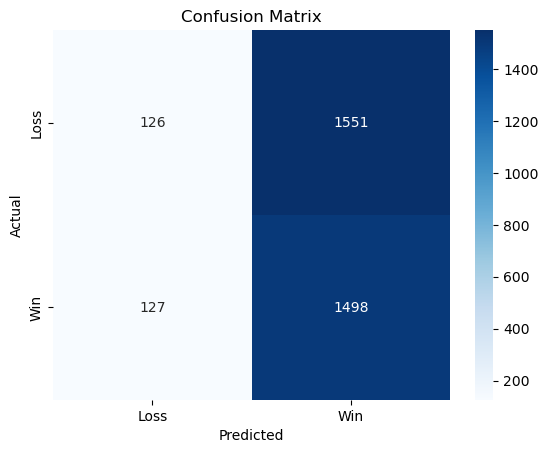 Confusion Matrix
Actual
Loss
126
1551
Win
127
1498
Loss
Win
Predicted
1400
1200
1000
800
600
400
200